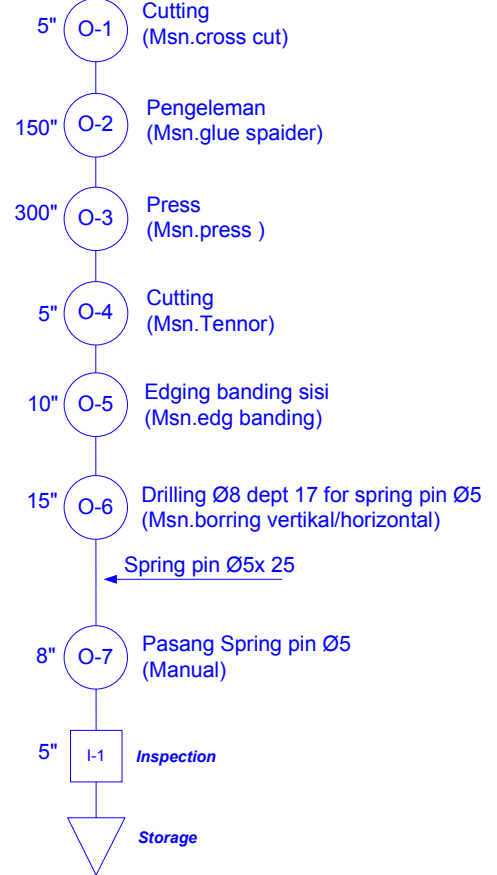 5" O-1 Cutting
(Msn.cross cut)
150" O-2 Pengeleman
(Msn.glue spaider)
300" O-3 Press
(Msn.press )
5" O-4 Cutting
(Msn.Tennor)
10" O-5 Edging banding sisi
(Msn.edg banding)
15" O-6 Drilling Ø8 dept 17 for spring pin Ø5
(Msn.borring vertikal/horizontal)
Spring pin Ø5x 25
8" O-7 Pasang Spring pin Ø5
(Manual)
5" I-1 Inspection
Storage